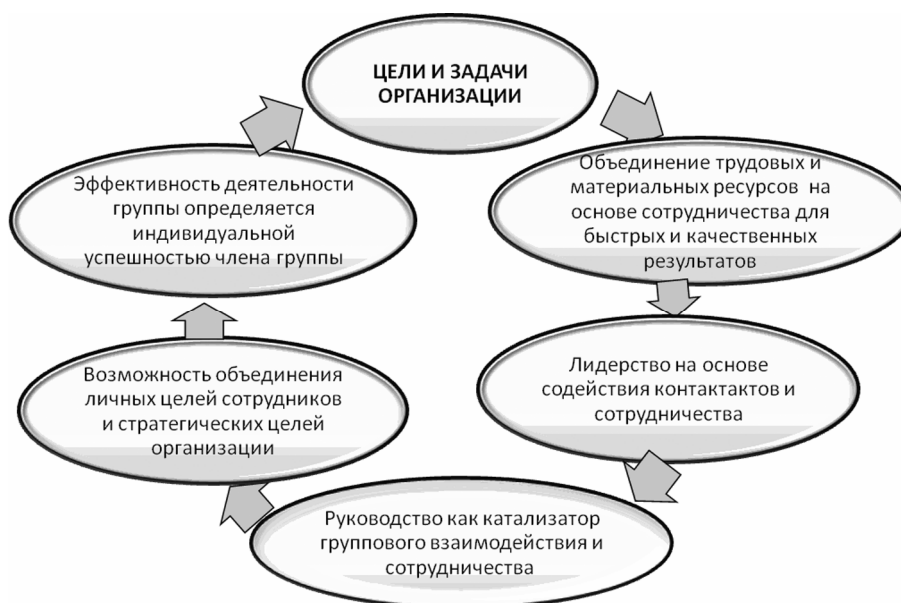 ЦЕЛИ И ЗАДАЧИ
ОРГАНИЗАЦИИ
Объединение трудовых и
материальных ресурсов на
основе сотрудничества для
быстрых и качественных
результатов
Лидерство на основе
содействия контактактов и
сотрудничества
Руководство как катализатор
группового взаимодействия и
сотрудничества
Возможность объединения
личных целей сотрудников
и стратегических целей
организации
Эффективность деятельности
группы определяется
индивидуальной
успешностью члена группы